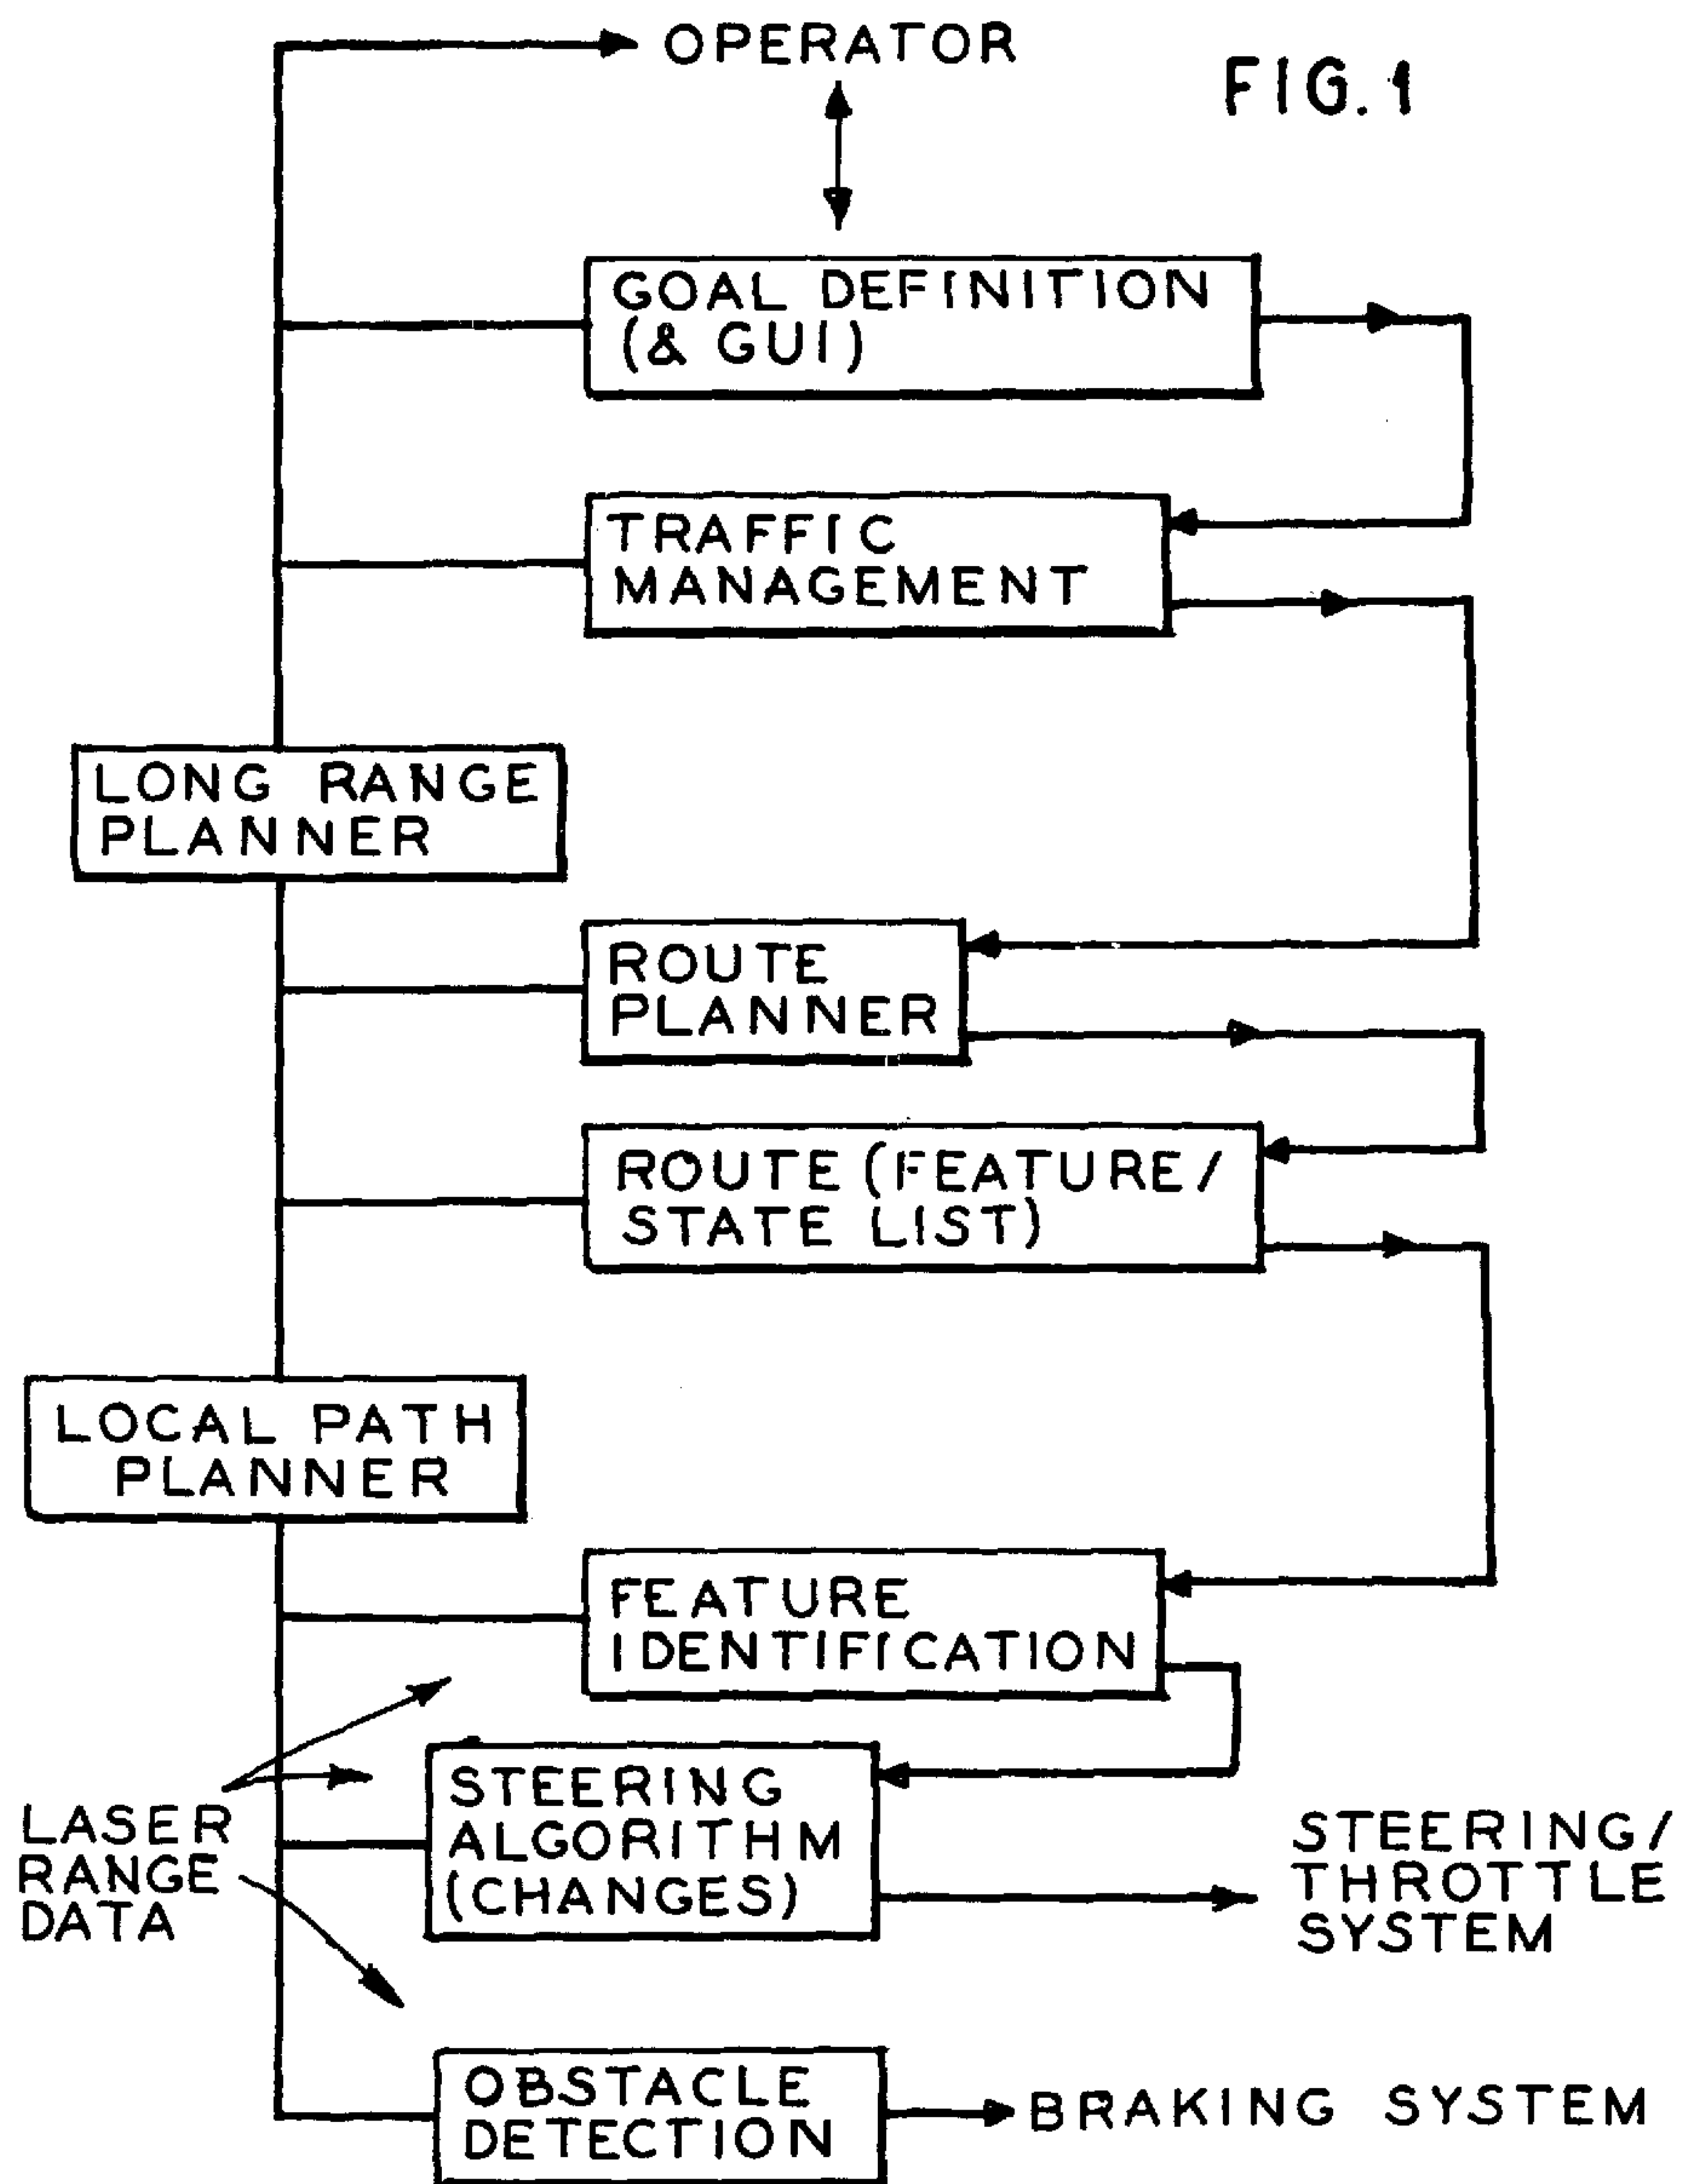 OPERATOR
FIG. 1
GOAL DEFINITION
(& GUI)
TRAFFIC
MANAGEMENT
LONG RANGE
PLANNER
ROUTE
PLANNER
ROUTE (FEATURE/
STATE LIST)
LOCAL PATH
PLANNER
FEATURE
IDENTIFICATION
STEERING
ALGORITHM
(CHANGES)
LASER
RANGE
DATA
STEERING/
THROTTLE
SYSTEM
OBSTACLE
DETECTION
BRAKING SYSTEM